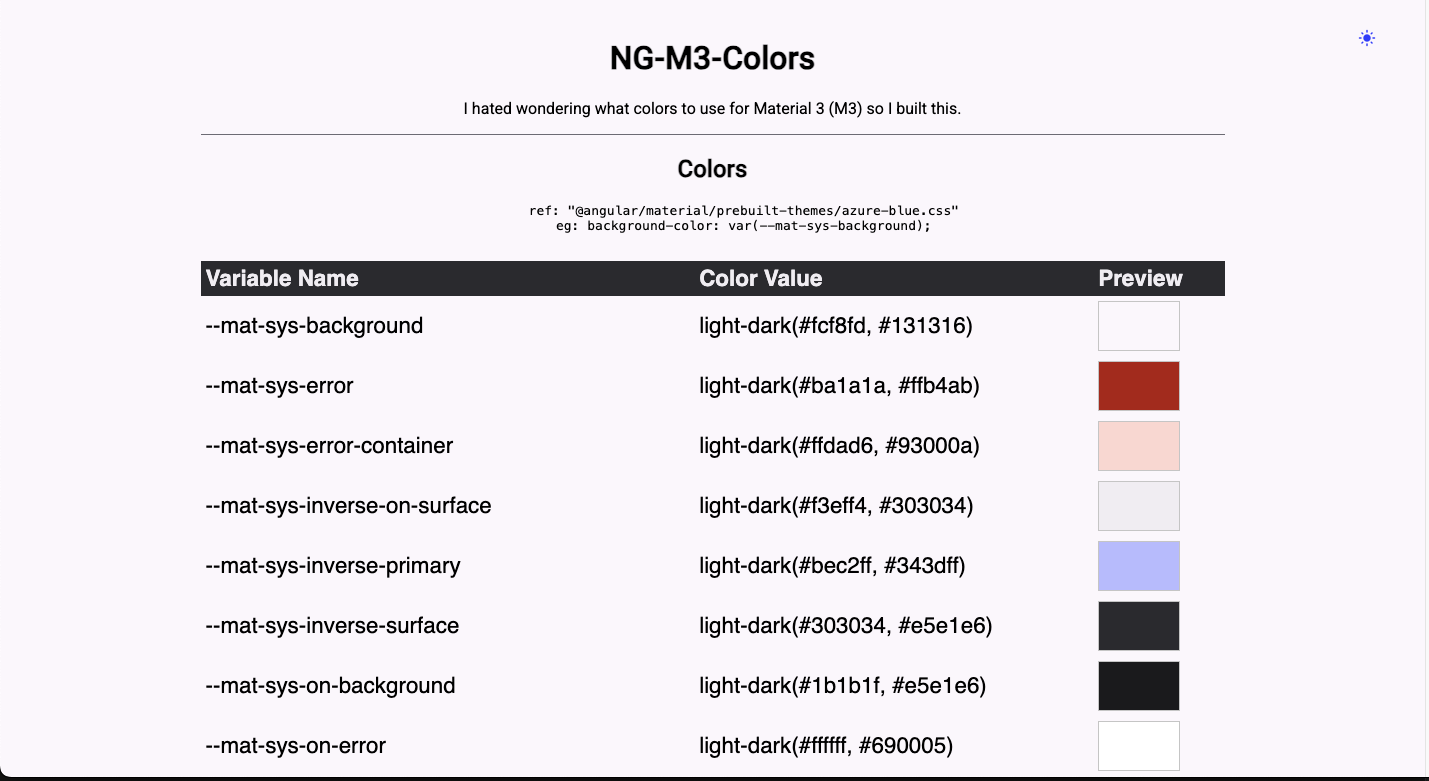 NG-M3-Colors
I hated wondering what colors to use for Material 3 (M3) so I built this.
Colors
ref: "@angular/material/prebuilt-themes/azure-blue.css"
eg: background-color: var(--mat-sys-background);
Variable Name Color Value Preview
--mat-sys-background light-dark(#fcf8fd, #131316)
--mat-sys-error light-dark(#ba1a1a, #ffb4ab)
--mat-sys-error-container light-dark(#ffdad6, #93000a)
--mat-sys-inverse-on-surface light-dark(#f3eff4, #303034)
--mat-sys-inverse-primary light-dark(#bec2ff, #343dff)
--mat-sys-inverse-surface light-dark(#303034, #e5e1e6)
--mat-sys-on-background light-dark(#1b1b1f, #e5e1e6)
--mat-sys-on-error light-dark(#ffffff, #690005)